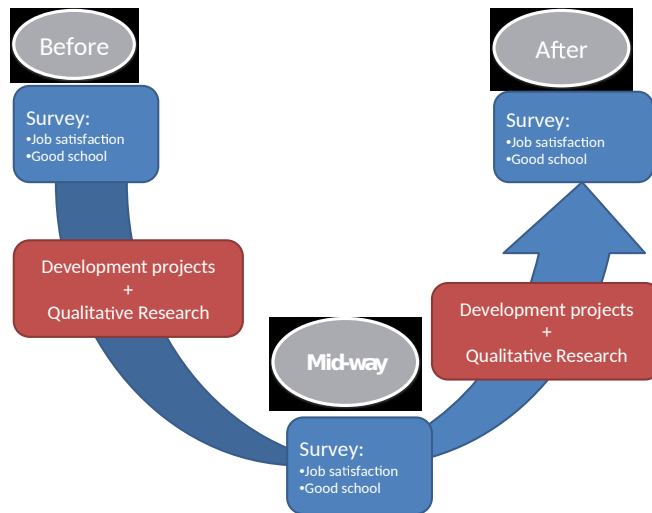 Before
Survey:
•Job satisfaction
•Good school
Development projects
+
Qualitative Research
Mid-way
Survey:
•Job satisfaction
•Good school
Development projects
+
Qualitative Research
After
Survey:
•Job satisfaction
•Good school